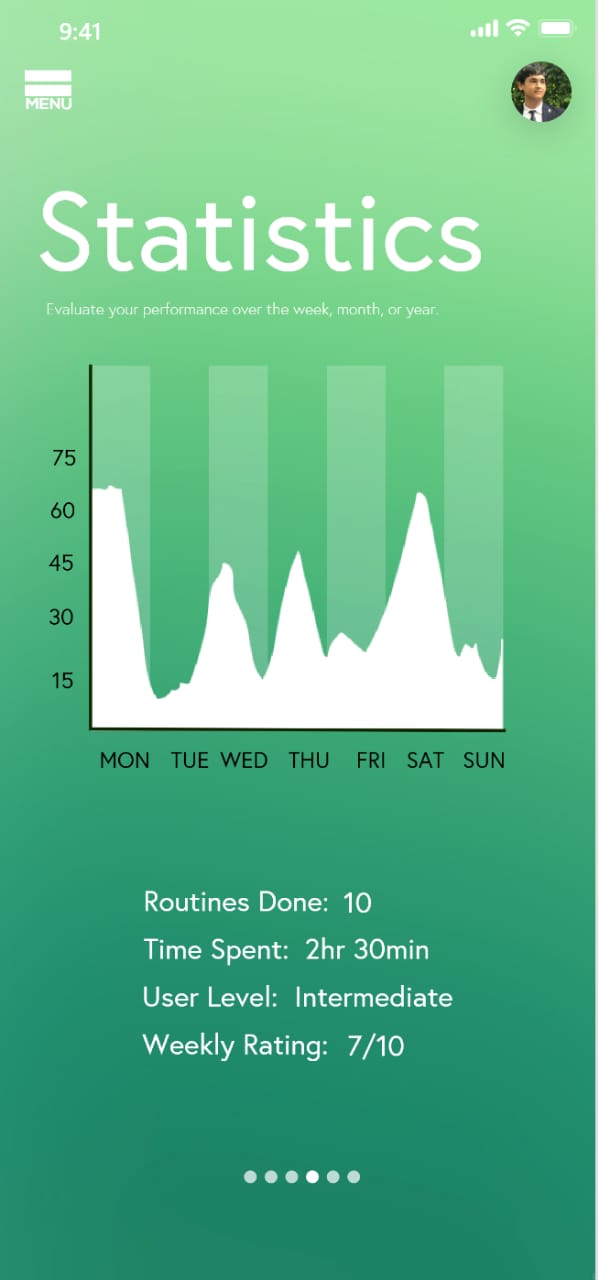 9:41
MENU
Statistics
Evaluate your performance over the week, month, or year.
75
60
45
30
15
MON TUE WED THU FRI SAT SUN
Routines Done: 10
Time Spent: 2hr 30min
User Level: Intermediate
Weekly Rating: 7/10